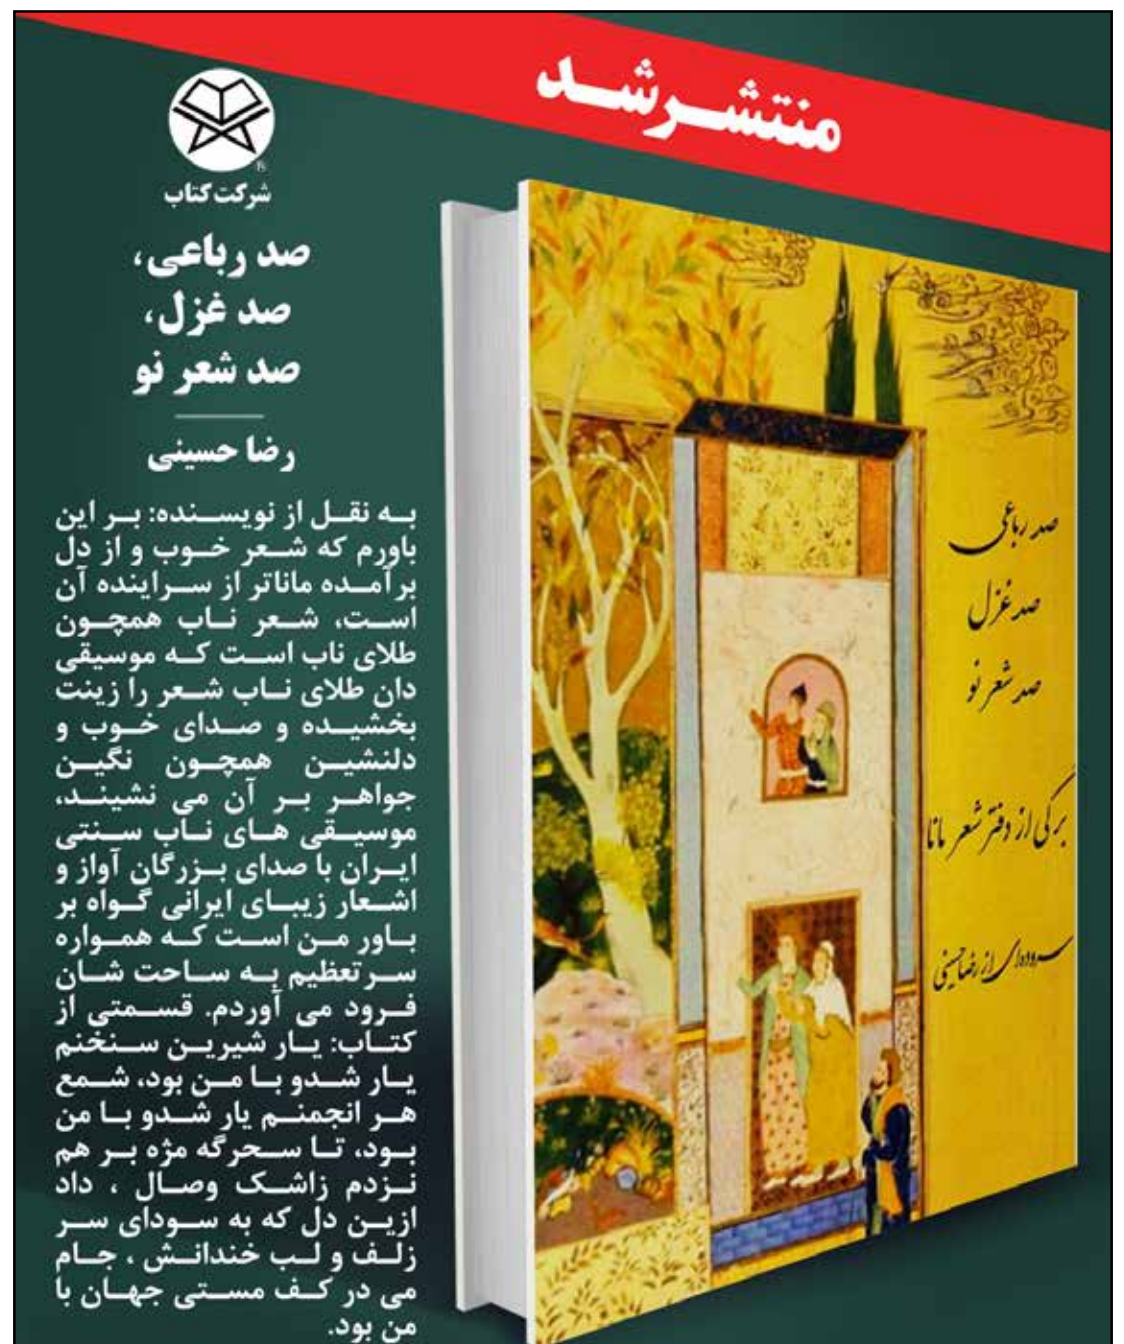 منتشر شد
شرکت کتاب
صد رباعی،
صد غزل،
صد شعر نو
رضا حسینی
به نقل از نویسنده: بر این
باورم که شعر خوب و از دل
برآمده ماناتر از سراینده آن
است، شعر ناب همچون
طلای ناب است که موسیقی
دان طلای ناب شعر را زینت
بخشیده و صدای خوب و
دلنشین همچون نگین
جواهر بر آن می نشیند،
موسیقی های ناب سنتی
ایران با صدای بزرگان آواز و
اشعار زیبای ایرانی گواه بر
باور من است که همواره
سرتعظیم به ساحت شان
فرود می آوردم. قسمتی از
کتاب: یار شیرین سنخنم
یار شدو با من بود، شمع
هر انجمنم یار شدو با من
بود، تا سحرگه مژه بر هم
نزدم زاشک وصال ، داد
ازین دل که به سودای سر
زلف و لب خندانش ، جام
می در کف مستی جهان با
من بود.
صد رباعی
صد غزل
صد شعر نو
برگی از دفتر شعر مانا
سروده‌ای از رضا حسینی